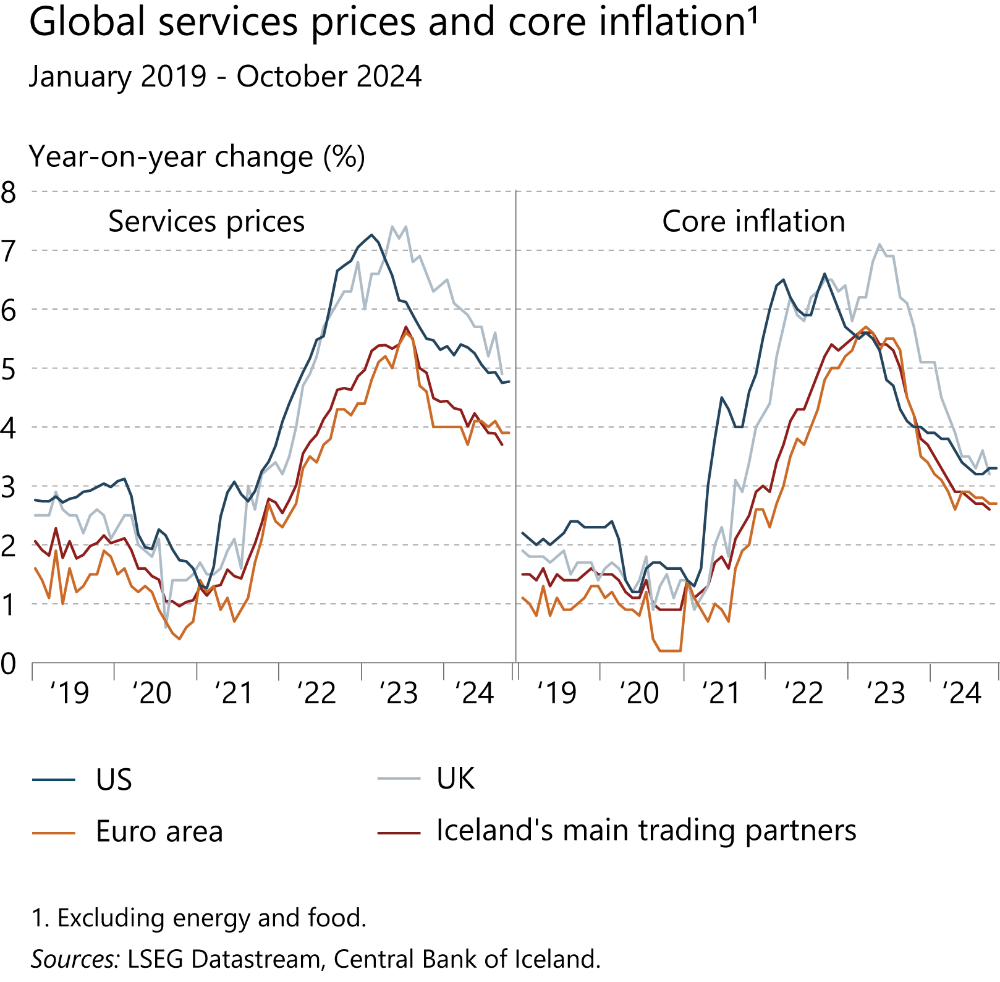 Global services prices and core inflation¹
January 2019 - October 2024
Year-on-year change (%)
8
7
6
5
4
3
2
1
0
Services prices
Core inflation
‘19 ‘20 ‘21 ‘22 ‘23 ‘24 ‘19 ‘20 ‘21 ‘22 ‘23 ‘24
US
UK
Euro area
Iceland's main trading partners
1. Excluding energy and food.
Sources: LSEG Datastream, Central Bank of Iceland.